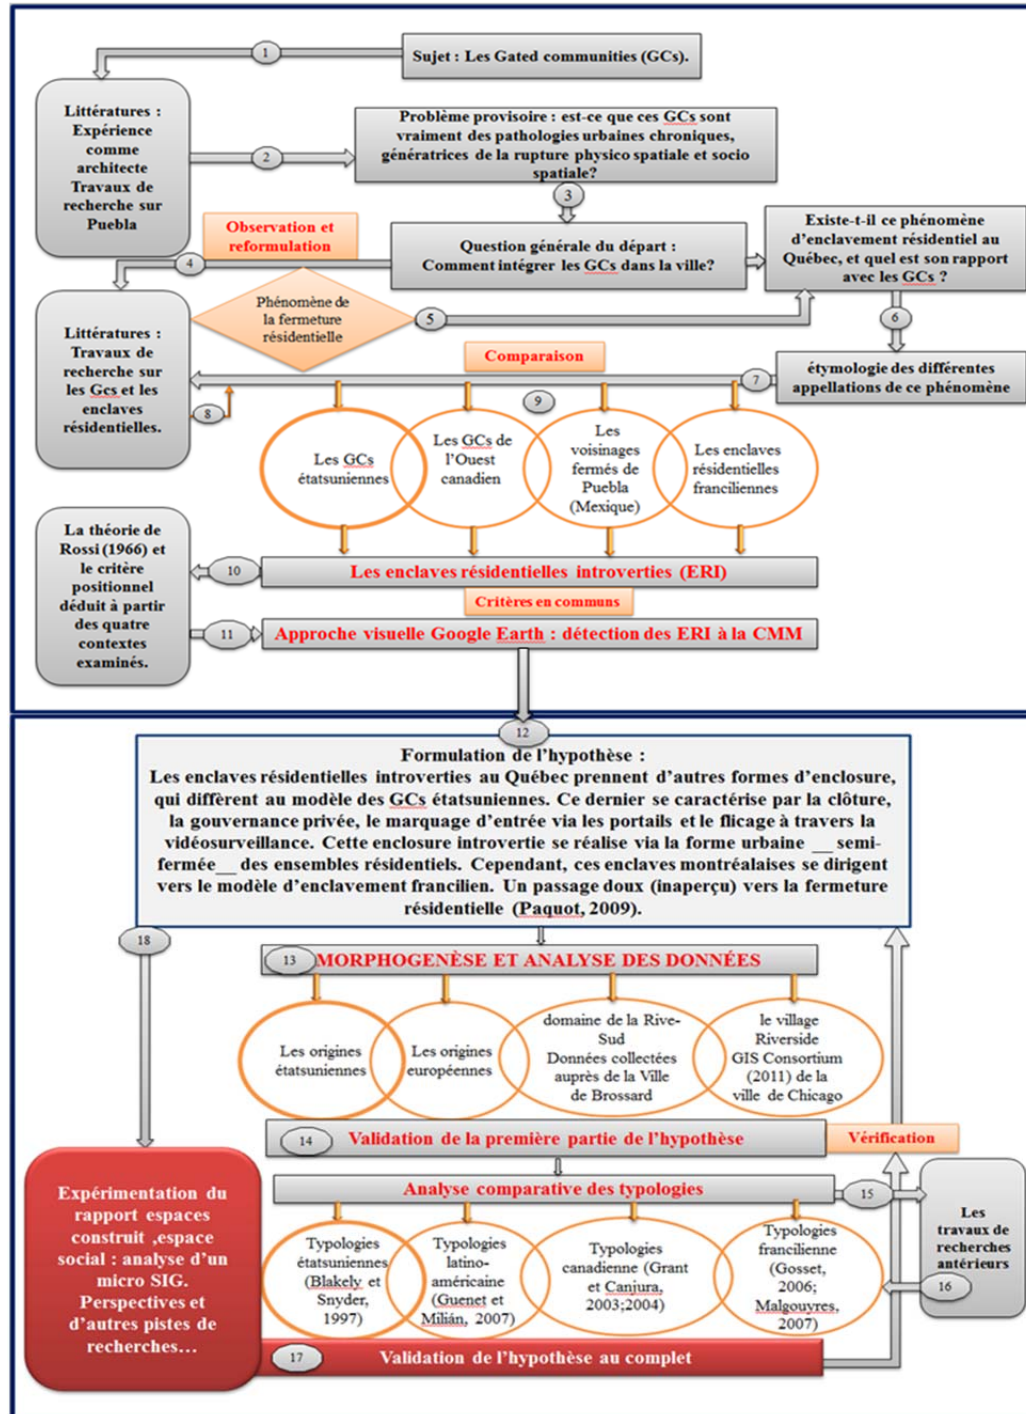 1
Sujet : Les Gated communities (GCs).
Littératures :
Expérience
comme
architecte
Travaux de
recherche sur
Puebla
2
Problème provisoire : est-ce que ces GCs sont
vraiment des pathologies urbaines chroniques,
génératrices de la rupture physico spatiale et socio
spatiale?
3
Observation et
reformulation
4
Question générale du départ :
Comment intégrer les GCs dans la ville?
Existe-t-il ce phénomène
d'enclavement résidentiel au
Québec, et quel est son rapport
avec les GCs ?
Phénomène de
la fermeture
résidentielle
5
6
Littératures :
Travaux de
recherche sur
les Gcs et les
enclaves
résidentielles.
Comparaison
7
étymologie des différentes
appellations de ce phénomène
8
9
Les GCs
étatsuniennes
Les GCs de
l'Ouest
canadien
Les
voisinages
fermés de
Puebla
(Mexique)
Les enclaves
résidentielles
franciliennes
La théorie de
Rossi (1966) et
le critère
positionnel
déduit à partir
des quatre
contextes
examinés.
10
Les enclaves résidentielles introverties (ERI)
Critères en communs
11
Approche visuelle Google Earth : détection des ERI à la CMM
12
Formulation de l'hypothèse :
Les enclaves résidentielles introverties au Québec prennent d'autres formes d'enclosure,
qui diffèrent au modèle des GCs étatsuniennes. Ce dernier se caractérise par la clôture,
la gouvernance privée, le marquage d'entrée via les portails et le flicage à travers la
vidéosurveillance. Cette enclosure introvertie se réalise via la forme urbaine __ semi-
fermée__ des ensembles résidentiels. Cependant, ces enclaves montréalaises se dirigent
vers le modèle d'enclavement francilien. Un passage doux (inaperçu) vers la fermeture
résidentielle (Paquot, 2009).
18
13
MORPHOGENÈSE ET ANALYSE DES DONNÉES
Les origines
étatsuniennes
Les origines
européennes
domaine de la Rive-
Sud
Données collectées
auprès de la Ville
de Brossard
le village
Riverside
GIS Consortium
(2011) de la
ville de Chicago
14
Validation de la première partie de l'hypothèse
Vérification
Expérimentation du
rapport espaces
construit ,espace
social : analyse d'un
micro SIG.
Perspectives et
d'autres pistes de
recherches…
Analyse comparative des typologies
15
Les
travaux de
recherches
antérieurs
16
Typologies
étatsuniennes
(Blakely et
Snyder,
1997)
Typologies
latino-
américaine
(Guenet et
Milián, 2007)
Typologies
canadienne (Grant
et Canjura,
2003;2004)
Typologies
francilienne
(Gosset,
2006;
Malgouyres,
2007)
17
Validation de l'hypothèse au complet